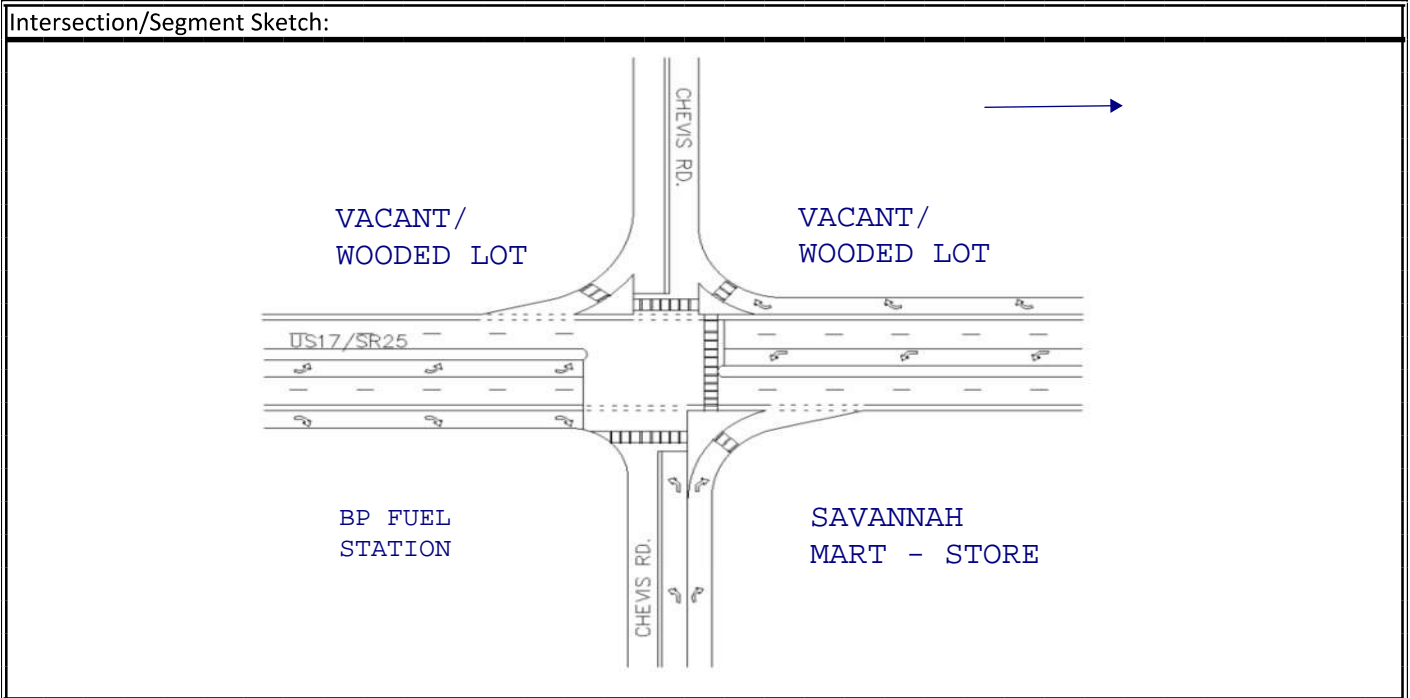 Intersection/Segment Sketch:
CHEVIS RD.
VACANT/
WOODED LOT
VACANT/
WOODED LOT
US17/SR25
BP FUEL
STATION
SAVANNAH
MART - STORE
CHEVIS RD.